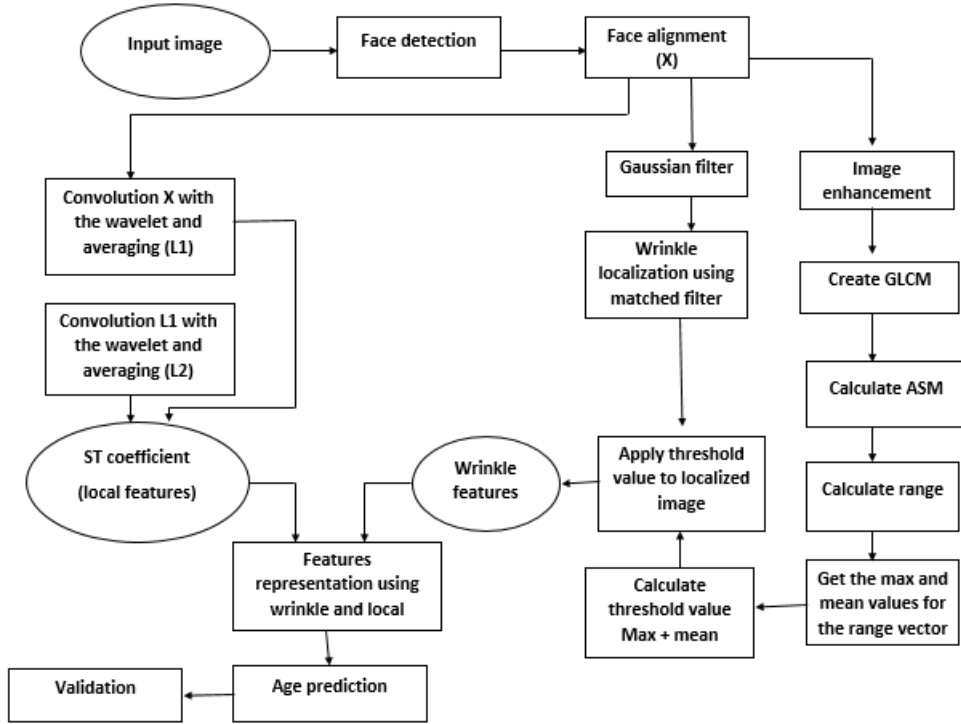 Input image
Face detection
Face alignment
(X)
Convolution X with
the wavelet and
averaging (L1)
Gaussian filter
Image
enhancement
Wrinkle
localization using
matched filter
Create GLCM
Convolution L1 with
the wavelet and
averaging (L2)
Calculate ASM
ST coefficient
(local features)
Wrinkle
features
Apply threshold
value to localized
image
Calculate range
Features
representation using
wrinkle and local
Calculate
threshold value
Max + mean
Get the max and
mean values for
the range vector
Validation
Age prediction